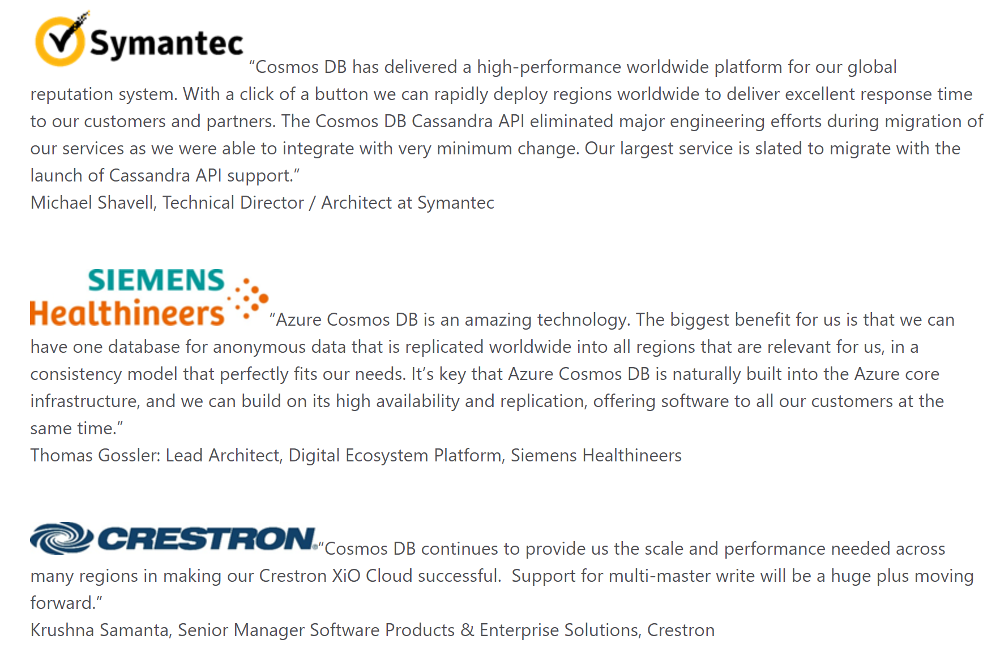 Symantec “Cosmos DB has delivered a high-performance worldwide platform for our global
reputation system. With a click of a button we can rapidly deploy regions worldwide to deliver excellent response time
to our customers and partners. The Cosmos DB Cassandra API eliminated major engineering efforts during migration of
our services as we were able to integrate with very minimum change. Our largest service is slated to migrate with the
launch of Cassandra API support.”
Michael Shavell, Technical Director / Architect at Symantec
SIEMENS
Healthineers “Azure Cosmos DB is an amazing technology. The biggest benefit for us is that we can
have one database for anonymous data that is replicated worldwide into all regions that are relevant for us, in a
consistency model that perfectly fits our needs. It’s key that Azure Cosmos DB is naturally built into the Azure core
infrastructure, and we can build on its high availability and replication, offering software to all our customers at the
same time.”
Thomas Gossler: Lead Architect, Digital Ecosystem Platform, Siemens Healthineers
CRESTRON® “Cosmos DB continues to provide us the scale and performance needed across
many regions in making our Crestron XiO Cloud successful.  Support for multi-master write will be a huge plus moving
forward.”
Krushna Samanta, Senior Manager Software Products & Enterprise Solutions, Crestron